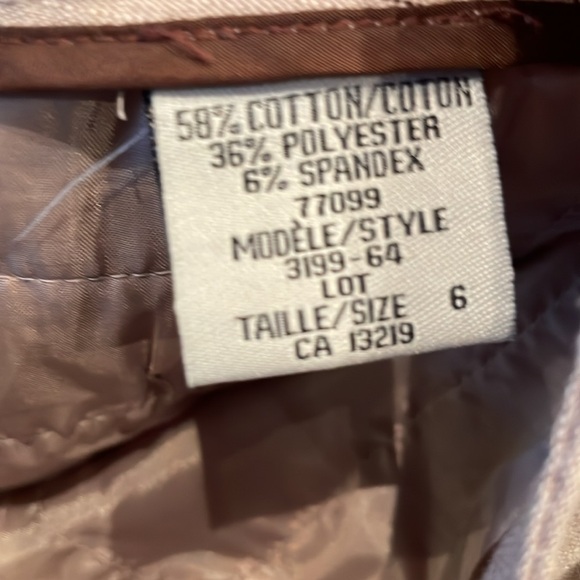 58% COTTON/COTON
36% POLYESTER
6% SPANDEX
77099
MODÈLE/STYLE
3199-64
LOT
TAILLE/SIZE 6
CA 13219